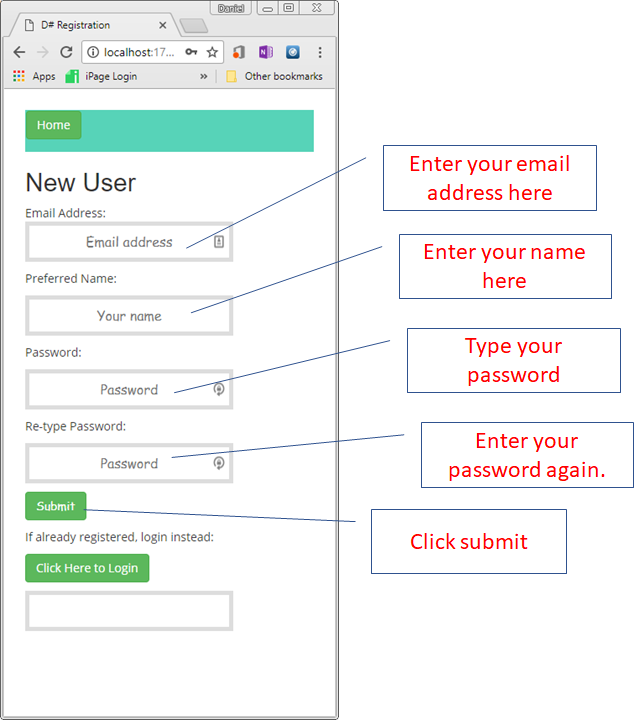 Daniel
D# Registration
localhost:17...
Apps
iPage Login
»
Other bookmarks
Home
New User
Email Address:
Email address
Preferred Name:
Your name
Password:
Password
Re-type Password:
Password
Submit
If already registered, login instead:
Click Here to Login
Enter your email
address here
Enter your name
here
Type your
password
Enter your
password again.
Click submit